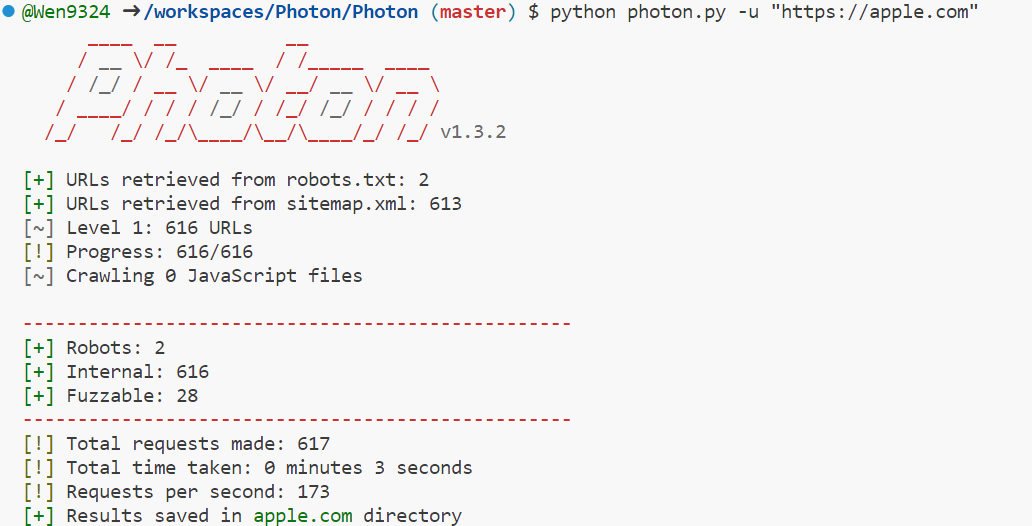 @Wen9324 ➜/workspaces/Photon/Photon (master) $ python photon.py -u "https://apple.com"
      ____  __          __
     / __ \/ /_  ____  / /_____  ____
    / /_/ / __ \/ __ \/ __/ __ \/ __ \
   / ____/ / / / /_/ / /_/ /_/ / / / /
  /_/   /_/ /_/\____/\__/\____/_/ /_/ v1.3.2
[+] URLs retrieved from robots.txt: 2
[+] URLs retrieved from sitemap.xml: 613
[~] Level 1: 616 URLs
[!] Progress: 616/616
[~] Crawling 0 JavaScript files
--------------------------------------------------
[+] Robots: 2
[+] Internal: 616
[+] Fuzzable: 28
--------------------------------------------------
[!] Total requests made: 617
[!] Total time taken: 0 minutes 3 seconds
[!] Requests per second: 173
[+] Results saved in apple.com directory